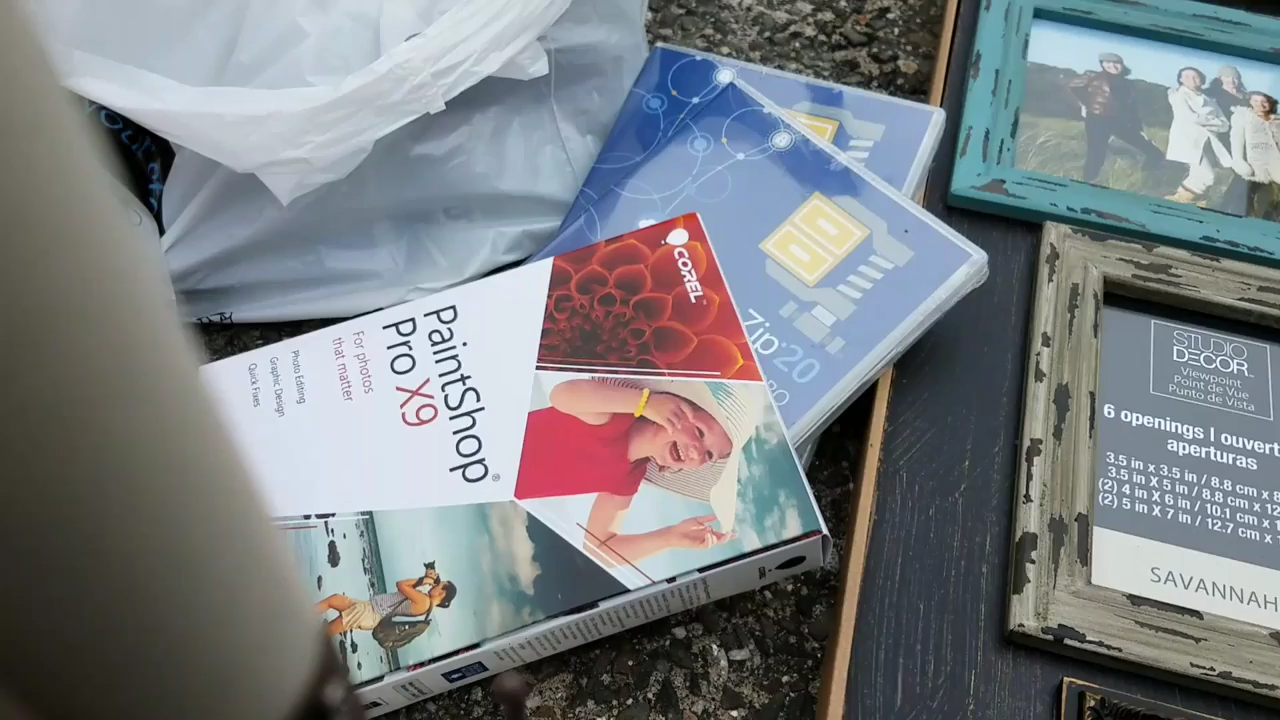 COREL™
PaintShop®
Pro X9
For photos
that matter
Photo Editing
Graphic Design
Quick Fixes
Zip 20
STUDIO
DECOR™
Viewpoint
Point de Vue
Punto de Vista
6 openings | ouvert
aperturas
3.5 in x 3.5 in / 8.8 cm x 8
3.5 in X 5 in / 8.8 cm x 12
(2) 4 in X 6 in / 10.1 cm x 1
(2) 5 in X 7 in / 12.7 cm x
SAVANNAH